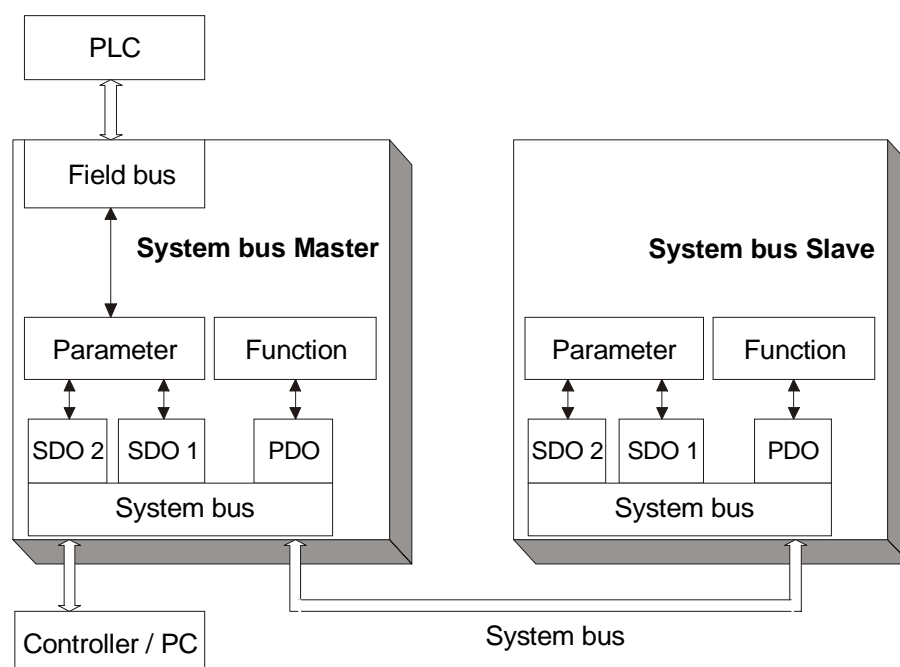 PLC
Field bus
System bus Master
Parameter
Function
SDO 2
SDO 1
PDO
System bus
System bus Slave
Parameter
Function
SDO 2
SDO 1
PDO
System bus
Controller / PC
System bus